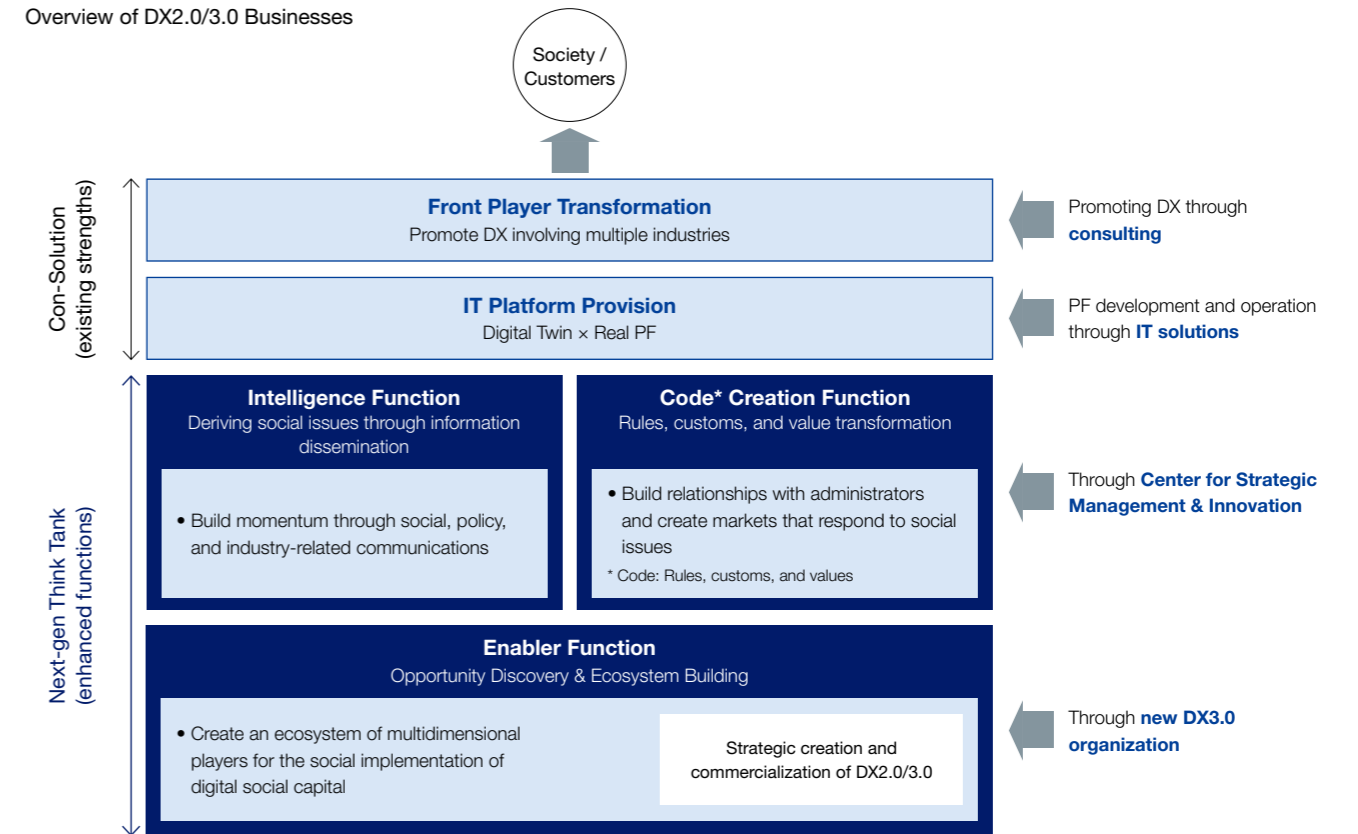 Overview of DX2.0/3.0 Businesses
Society /
Customers
Con-Solution
(existing strengths)
Front Player Transformation
Promote DX involving multiple industries
Promoting DX through
consulting
IT Platform Provision
Digital Twin × Real PF
PF development and operation
through IT solutions
Next-gen Think Tank
(enhanced functions)
Intelligence Function
Deriving social issues through information
dissemination
• Build momentum through social, policy,
and industry-related communications
Code* Creation Function
Rules, customs, and value transformation
• Build relationships with administrators
and create markets that respond to social
issues
* Code: Rules, customs, and values
Through Center for Strategic
Management & Innovation
Enabler Function
Opportunity Discovery & Ecosystem Building
• Create an ecosystem of multidimensional
players for the social implementation of
digital social capital
Strategic creation and
commercialization of DX2.0/3.0
Through new DX3.0
organization